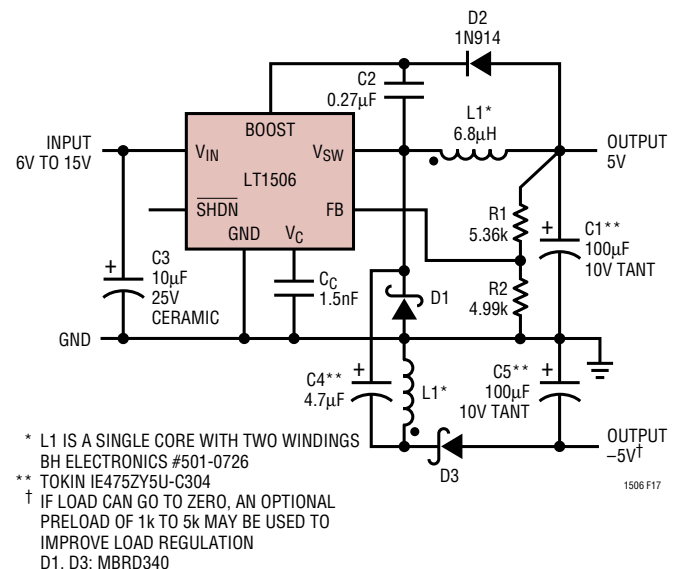 D2
1N914
C2
0.27μF
L1*
6.8μH
BOOST
INPUT
6V TO 15V
VIN
VSW
OUTPUT
5V
LT1506
SHDN
FB
GND
VC
R1
5.36k
C1**
100μF
10V TANT
+
C3
10μF
25V
CERAMIC
+
CC
1.5nF
D1
R2
4.99k
GND
C4**
4.7μF
+
L1*
C5**
100μF
10V TANT
+
D3
OUTPUT
–5V†
1506 F17
* L1 IS A SINGLE CORE WITH TWO WINDINGS
BH ELECTRONICS #501-0726
** TOKIN IE475ZY5U-C304
† IF LOAD CAN GO TO ZERO, AN OPTIONAL
PRELOAD OF 1k TO 5k MAY BE USED TO
IMPROVE LOAD REGULATION
D1, D3: MBRD340